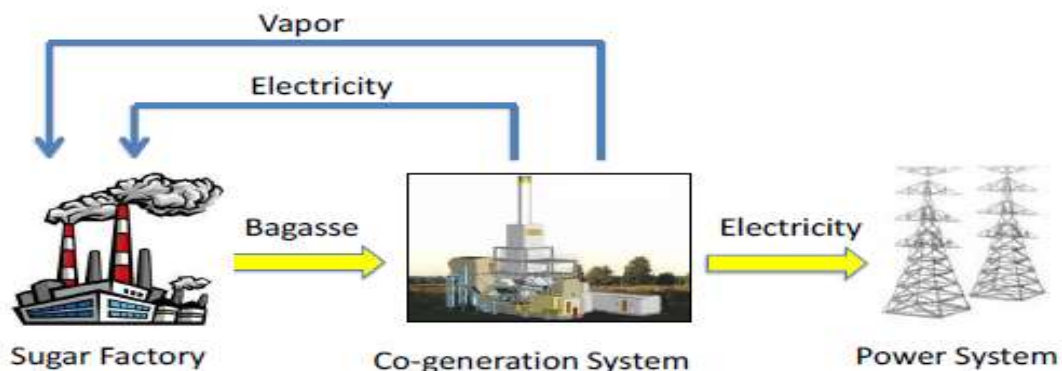 Vapor
Electricity
Bagasse
Electricity
Sugar Factory
Co-generation System
Power System